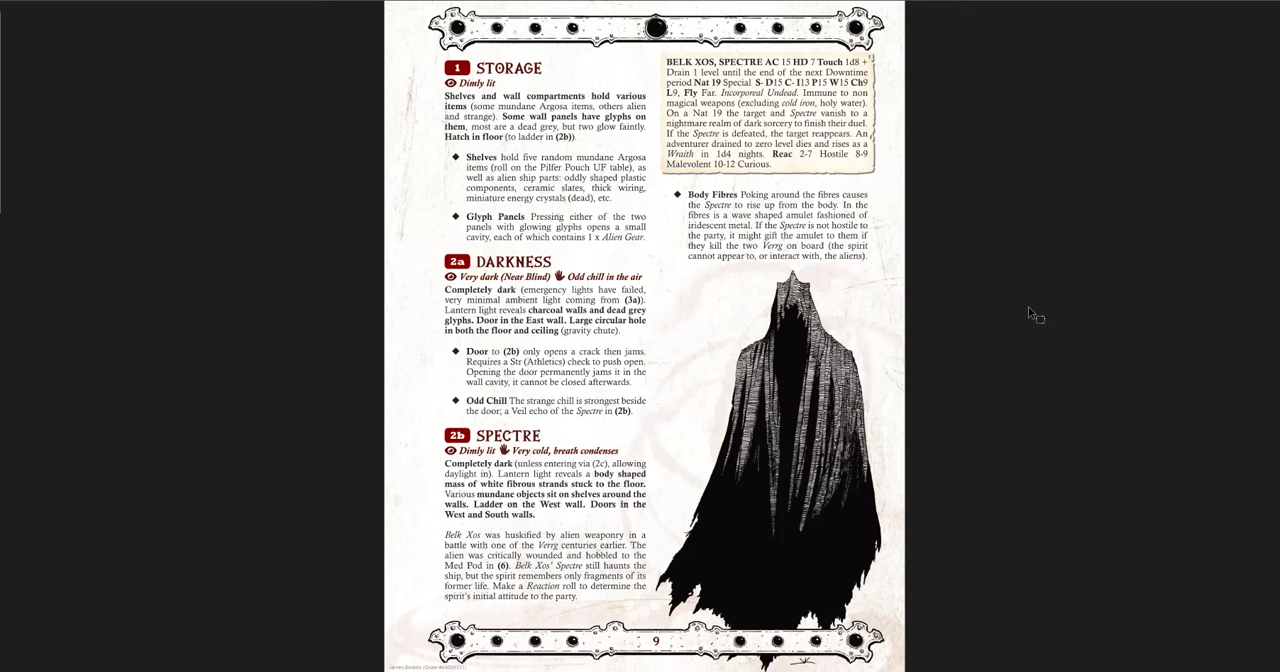 1 STORAGE
Dimly lit
Shelves and wall compartments hold various
items (some mundane Argosa items, others alien
and strange). Some wall panels have glyphs on
them, most are a dead grey, but two glow faintly.
Hatch in floor (to ladder in (2b)).
Shelves hold five random mundane Argosa
items (roll on the Pilfer Pouch UF table), as
well as alien ship parts: oddly shaped plastic
components, ceramic slates, thick wiring,
miniature energy crystals (dead), etc.
Glyph Panels Pressing either of the two
panels with glowing glyphs opens a small
cavity, each of which contains 1 x Alien Gear.
2a DARKNESS
Very dark (Near Blind) Odd chill in the air
Completely dark (emergency lights have failed,
very minimal ambient light coming from (3a)).
Lantern light reveals charcoal walls and dead grey
glyphs. Door in the East wall. Large circular hole
in both the floor and ceiling (gravity chute).
Door to (2b) only opens a crack then jams.
Requires a Str (Athletics) check to push open.
Opening the door permanently jams it in the
wall cavity, it cannot be closed afterwards.
Odd Chill The strange chill is strongest beside
the door; a Veil echo of the Spectre in (2b).
2b SPECTRE
Dimly lit Very cold, breath condenses
Completely dark (unless entering via (2c), allowing
daylight in). Lantern light reveals a body shaped
mass of white fibrous strands stuck to the floor.
Various mundane objects sit on shelves around the
walls. Ladder on the West wall. Doors in the
West and South walls.
Belk Xos was huskified by alien weaponry in a
battle with one of the Verrg centuries earlier. The
alien was critically wounded and hobbled to the
Med Pod in (6). Belk Xos' Spectre still haunts the
ship, but the spirit remembers only fragments of its
former life. Make a Reaction roll to determine the
spirit's initial attitude to the party.
BELK XOS, SPECTRE AC 15 HD 7 Touch 1d8 +
Drain 1 level until the end of the next Downtime
period Nat 19 Special S- D15 C- I13 P15 W15 Ch9
L9, Fly Far. Incorporeal Undead. Immune to non
magical weapons (excluding cold iron, holy water).
On a Nat 19 the target and Spectre vanish to a
nightmare realm of dark sorcery to finish their duel.
If the Spectre is defeated, the target reappears. An
adventurer drained to zero level dies and rises as a
Wraith in 1d4 nights. Reac 2-7 Hostile 8-9
Malevolent 10-12 Curious.
Body Fibres Poking around the fibres causes
the Spectre to rise up from the body. In the
fibres is a wave shaped amulet fashioned of
iridescent metal. If the Spectre is not hostile to
the party, it might gift the amulet to them if
they kill the two Verrg on board (the spirit
cannot appear to, or interact with, the aliens).
9